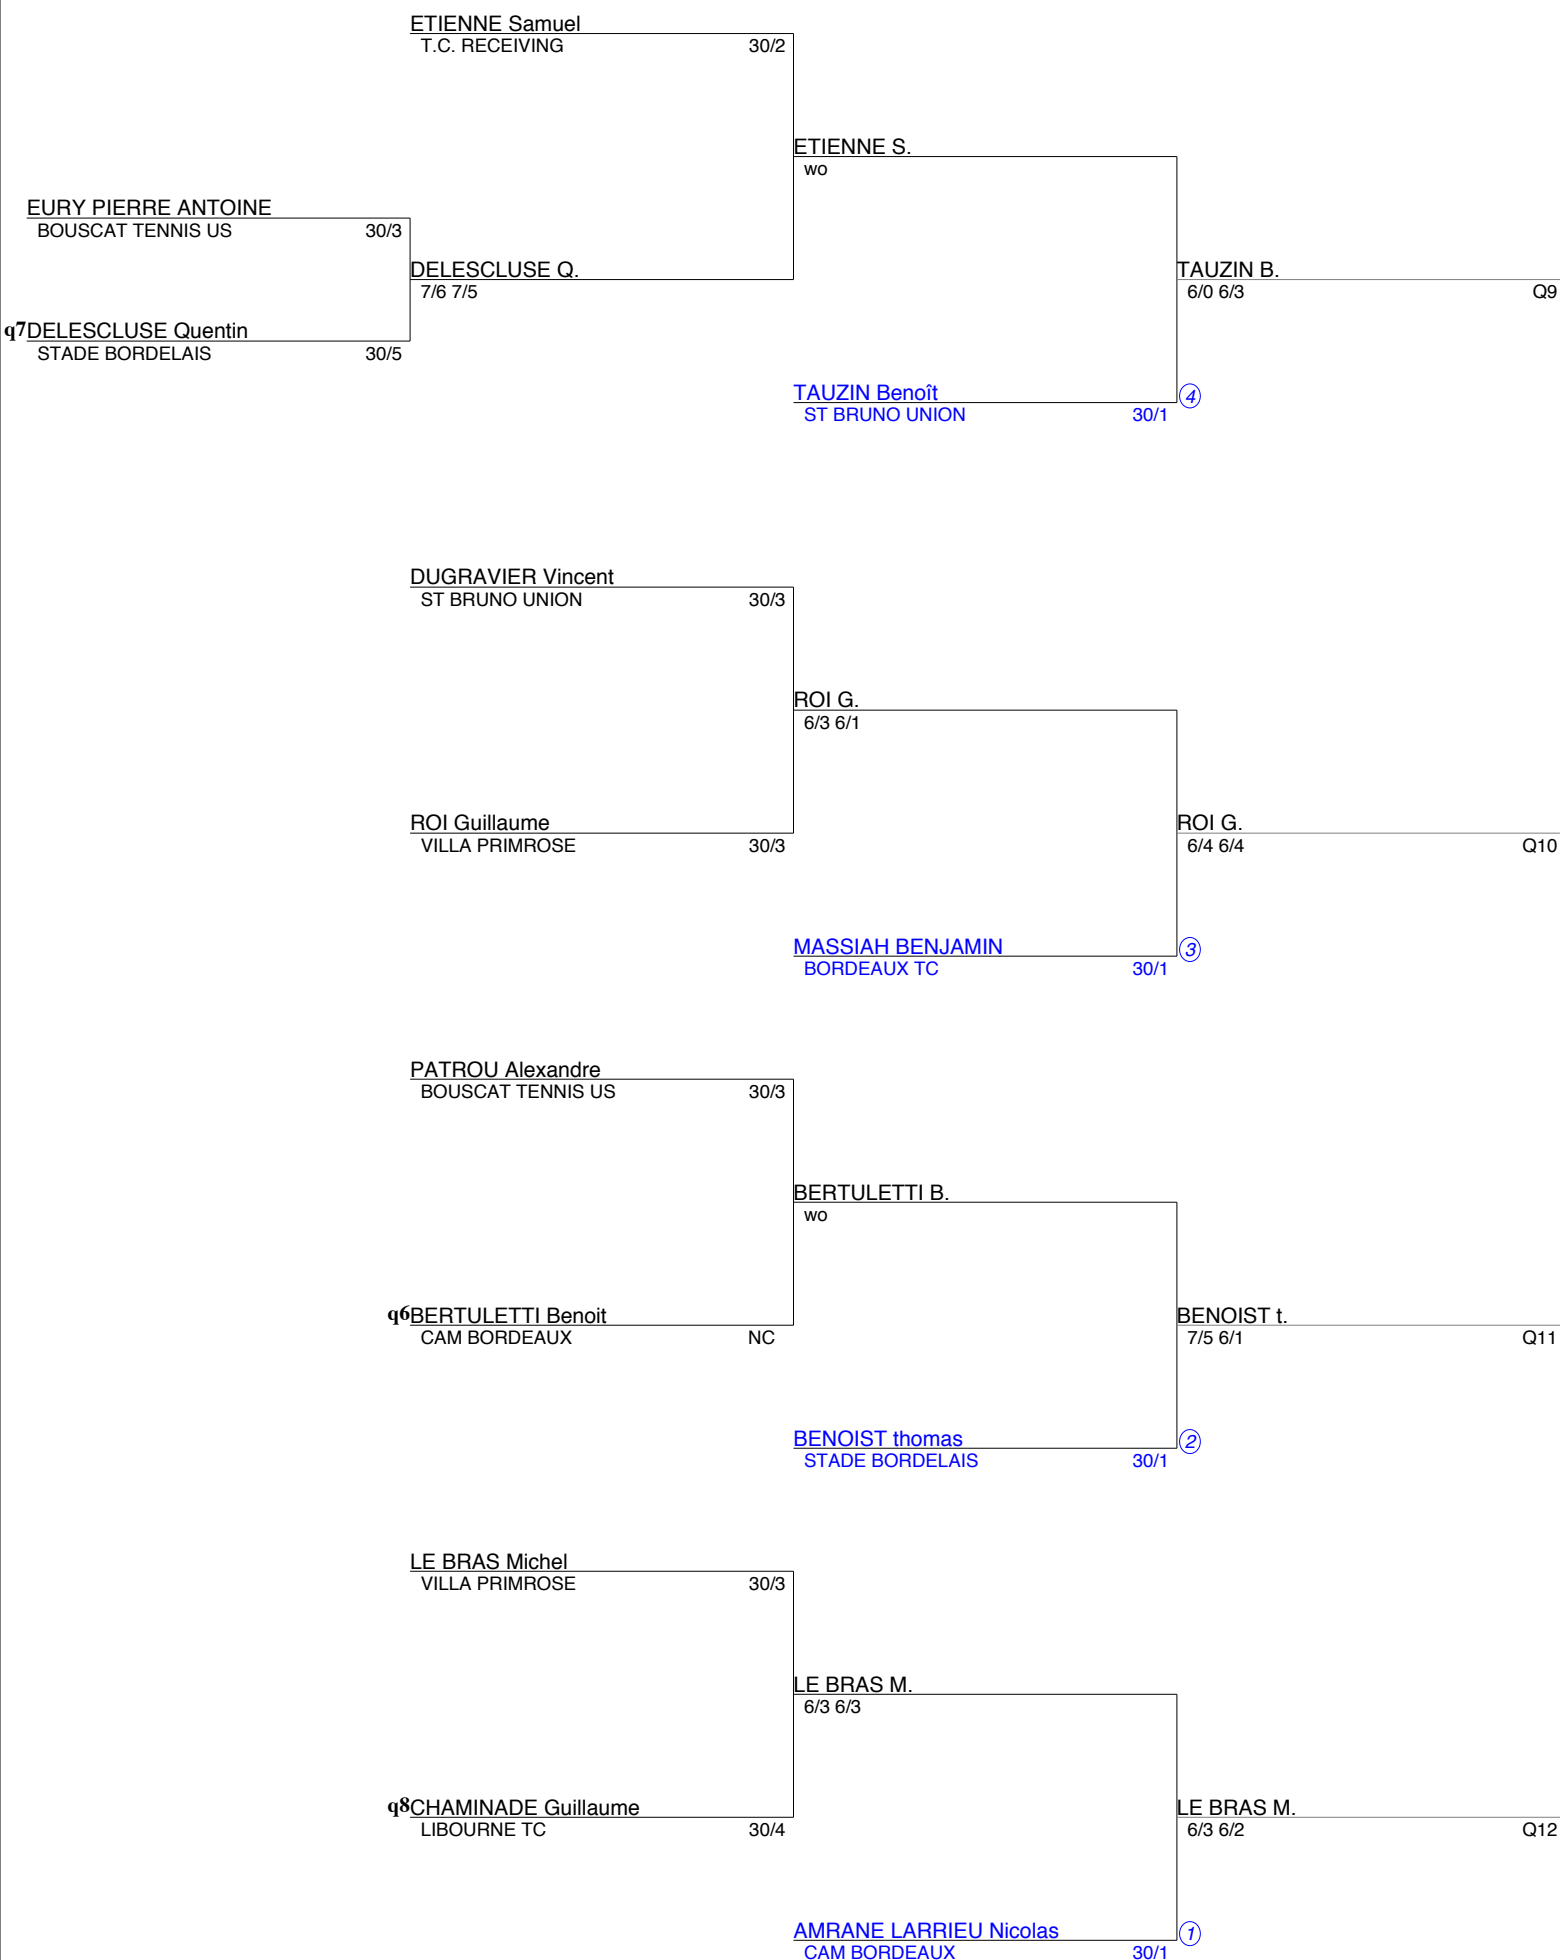 ETIENNE Samuel
T.C. RECEIVING 30/2
ETIENNE S.
wo
EURY PIERRE ANTOINE
BOUSCAT TENNIS US 30/3
DELESCLUSE Q.
7/6 7/5
TAUZIN B.
6/0 6/3 Q9
q7 DELESCLUSE Quentin
STADE BORDELAIS 30/5
TAUZIN Benoît 4
ST BRUNO UNION 30/1
DUGRAVIER Vincent
ST BRUNO UNION 30/3
ROI G.
6/3 6/1
ROI Guillaume
VILLA PRIMROSE 30/3
ROI G.
6/4 6/4 Q10
MASSIAH BENJAMIN 3
BORDEAUX TC 30/1
PATROU Alexandre
BOUSCAT TENNIS US 30/3
BERTULETTI B.
wo
q6 BERTULETTI Benoit
CAM BORDEAUX NC
BENOIST t.
7/5 6/1 Q11
BENOIST thomas 2
STADE BORDELAIS 30/1
LE BRAS Michel
VILLA PRIMROSE 30/3
LE BRAS M.
6/3 6/3
q8 CHAMINADE Guillaume
LIBOURNE TC 30/4
LE BRAS M.
6/3 6/2 Q12
AMRANE LARRIEU Nicolas 1
CAM BORDEAUX 30/1